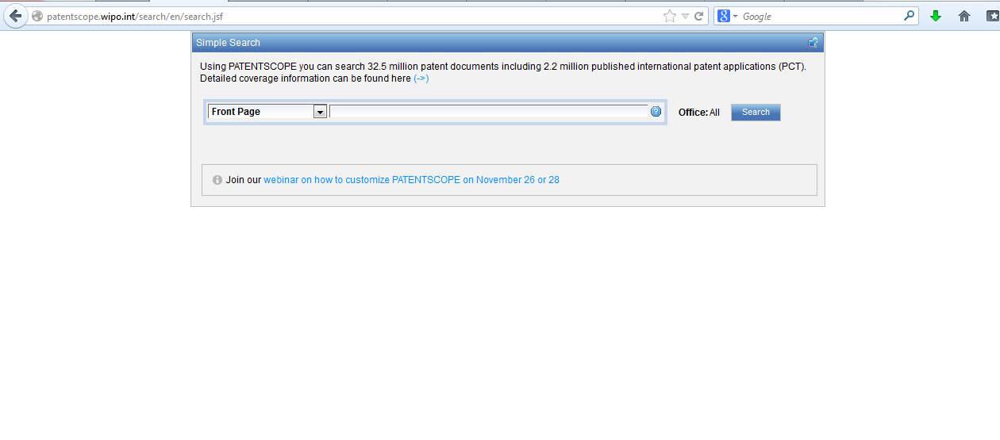 patentscope.wipo.int/search/en/search.jsf
Google
Simple Search
Using PATENTSCOPE you can search 32.5 million patent documents including 2.2 million published international patent applications (PCT).
Detailed coverage information can be found here (->)
Front Page
Office: All
Search
Join our webinar on how to customize PATENTSCOPE on November 26 or 28